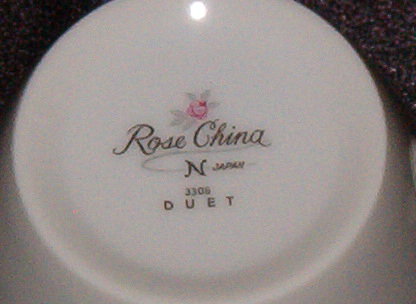 Rose China
N JAPAN
3306
DUET